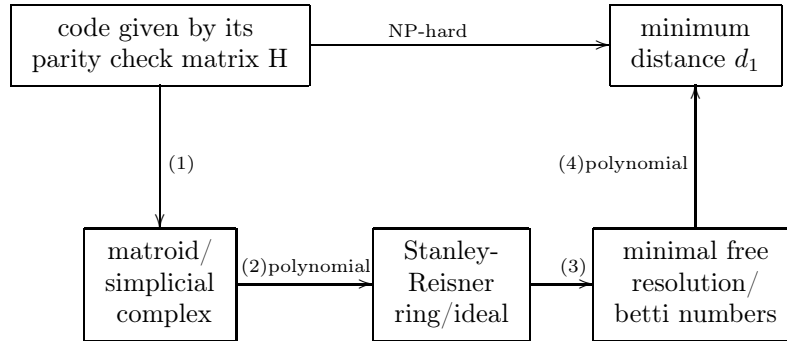 code given by its
parity check matrix H
NP-hard
minimum
distance d₁
(1)
(4)polynomial
matroid/
simplicial
complex
(2)polynomial
Stanley-
Reisner
ring/ideal
(3)
minimal free
resolution/
betti numbers